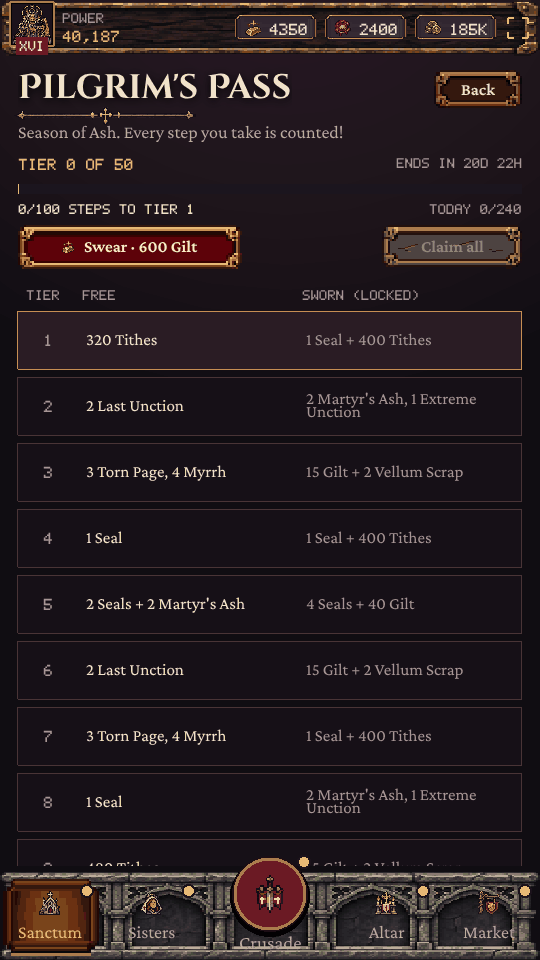 POWER
40,187
4350
2400
185K
XVI
PILGRIM'S PASS
Back
Season of Ash. Every step you take is counted!
TIER 0 OF 50
ENDS IN 20D 22H
0/100 STEPS TO TIER 1
TODAY 0/240
Swear · 600 Gilt
Claim all
TIER FREE SWORN (LOCKED)
1 320 Tithes 1 Seal + 400 Tithes
2 2 Last Unction 2 Martyr's Ash, 1 Extreme
Unction
3 3 Torn Page, 4 Myrrh 15 Gilt + 2 Vellum Scrap
4 1 Seal 1 Seal + 400 Tithes
5 2 Seals + 2 Martyr's Ash 4 Seals + 40 Gilt
6 2 Last Unction 15 Gilt + 2 Vellum Scrap
7 3 Torn Page, 4 Myrrh 1 Seal + 400 Tithes
8 1 Seal 2 Martyr's Ash, 1 Extreme
Unction
Sanctum
Sisters
Crusade
Altar
Market